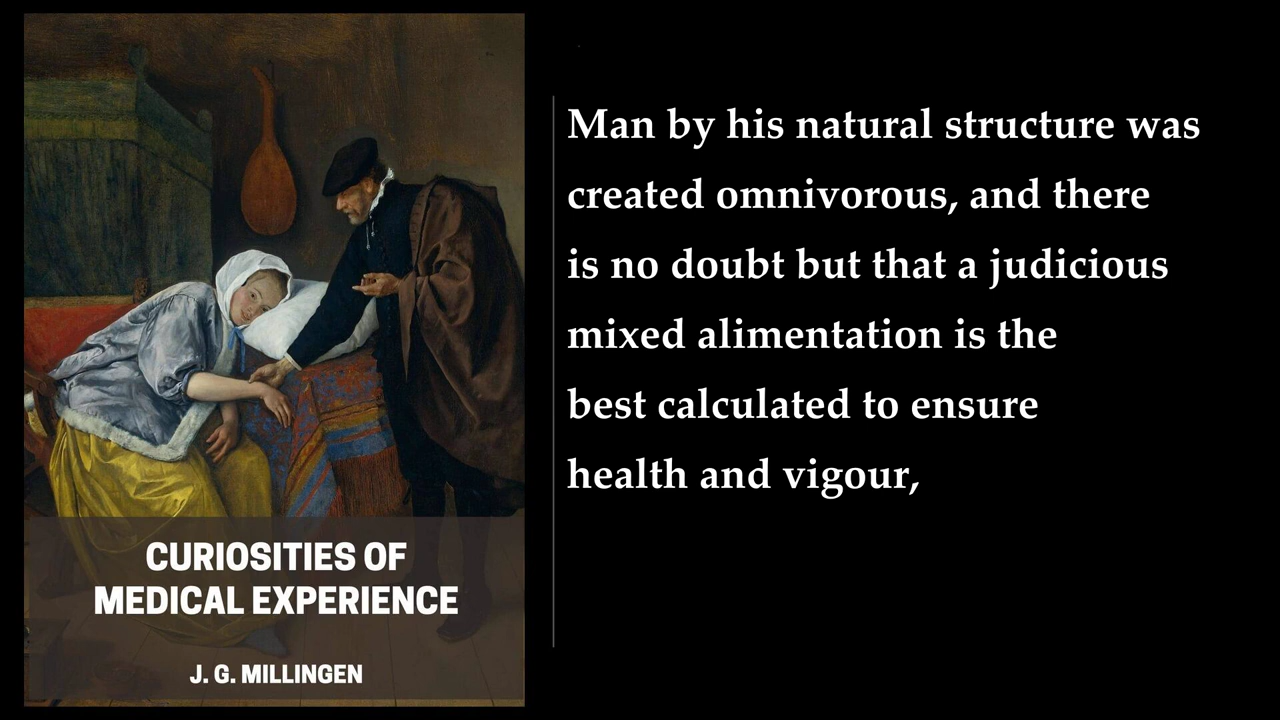 Man by his natural structure was
created omnivorous, and there
is no doubt but that a judicious
mixed alimentation is the
best calculated to ensure
health and vigour,
CURIOSITIES OF
MEDICAL EXPERIENCE
J. G. MILLINGEN